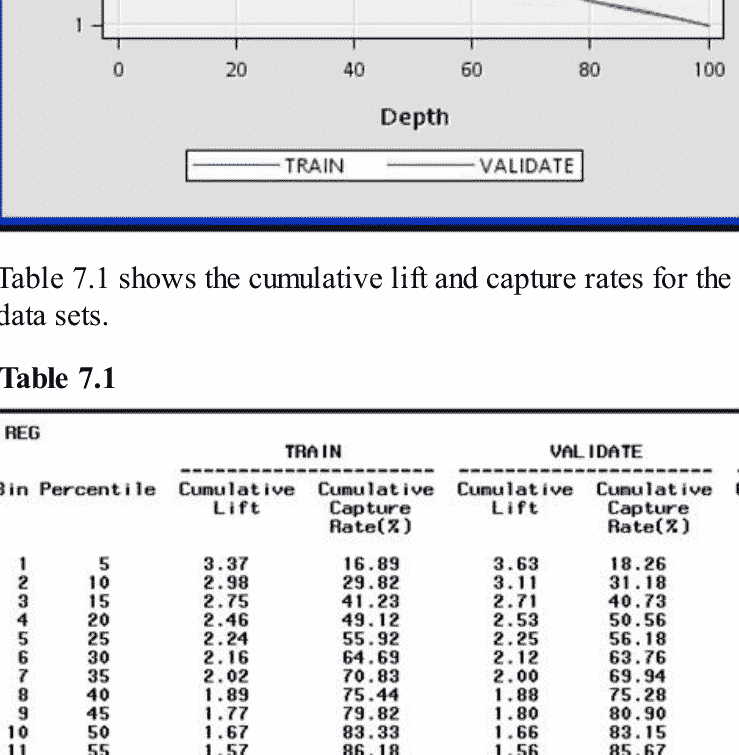 1
0 20 40 60 80 100
Depth
TRAIN VALIDATE
Table 7.1 shows the cumulative lift and capture rates for the
data sets.
Table 7.1
REG
TRAIN VALIDATE
Bin Percentile Cumulative Cumulative Cumulative Cumulative
Lift Capture Lift Capture
Rate(%) Rate(%)
1 5 3.37 16.89 3.63 18.26
2 10 2.98 29.82 3.11 31.18
3 15 2.75 41.23 2.71 40.73
4 20 2.46 49.12 2.53 50.56
5 25 2.24 55.92 2.25 56.18
6 30 2.16 64.69 2.12 63.76
7 35 2.02 70.83 2.00 69.94
8 40 1.89 75.44 1.88 75.28
9 45 1.77 79.82 1.80 80.90
10 50 1.67 83.33 1.66 83.15
11 55 1.57 86.18 1.56 85.67